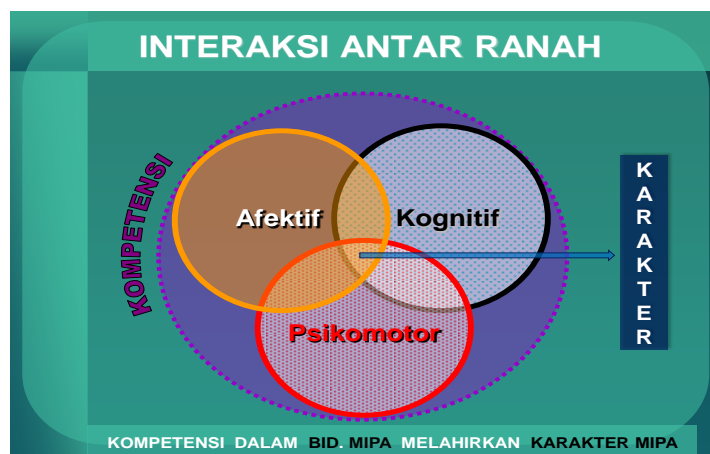 INTERAKSI ANTAR RANAH
KOMPETENSI
Afektif
Kognitif
Psikomotor
KARAKTER
KOMPETENSI DALAM BID. MIPA MELAHIRKAN KARAKTER MIPA